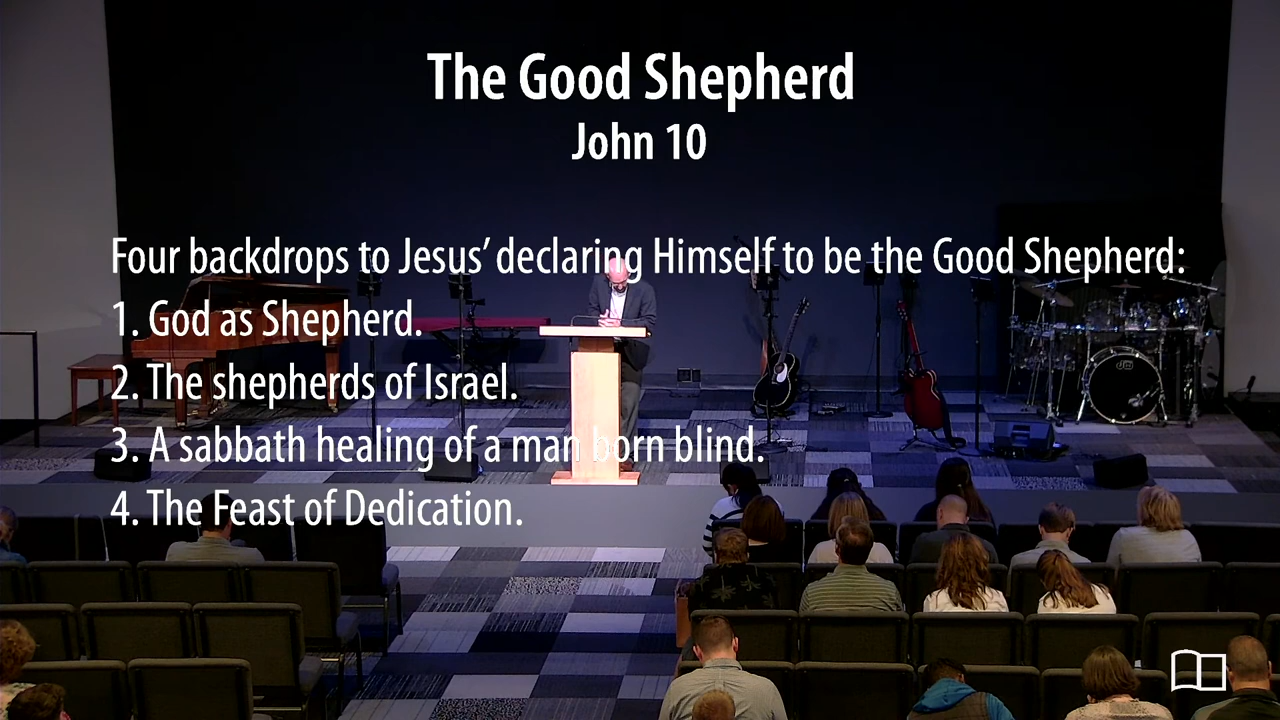 The Good Shepherd
John 10
Four backdrops to Jesus’ declaring Himself to be the Good Shepherd:
1. God as Shepherd.
2. The shepherds of Israel.
3. A sabbath healing of a man born blind.
4. The Feast of Dedication.